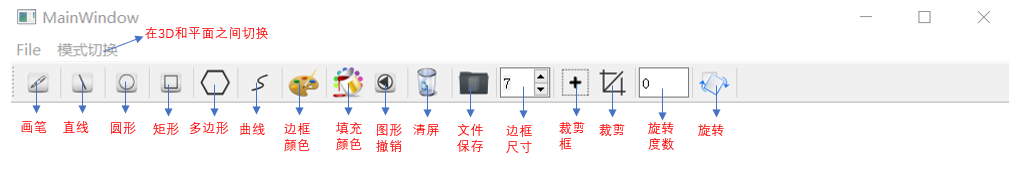 MainWindow
在3D和平面之间切换
File 模式切换
7 0
画笔 直线 圆形 矩形 多边形 曲线 边框 填充 图形 清屏 文件 边框 裁剪 裁剪 旋转 旋转
颜色 颜色 撤销 保存 尺寸 框 度数